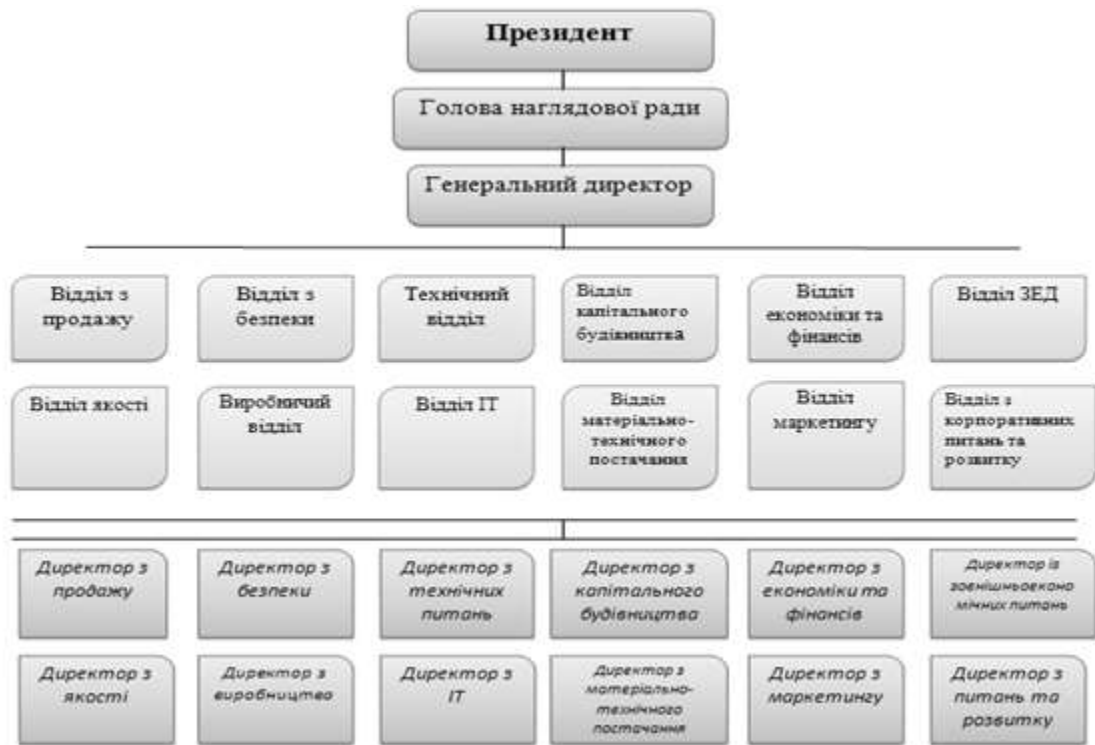 Президент
Голова наглядової ради
Генеральний директор
Відділ з
продажу
Відділ з
безпеки
Технічний
відділ
Відділ
капітального
будівництва
Відділ
економіки та
фінансів
Відділ ЗЕД
Відділ якості
Виробничий
відділ
Відділ ІТ
Відділ
матеріально-
технічного
постачання
Відділ
маркетингу
Відділ з
корпоративних
питань та
розвитку
Директор з
продажу
Директор з
безпеки
Директор з
технічних
питань
Директор з
капітального
будівництва
Директор з
економіки та
фінансів
Директор із
зовнішньоеконо
мічних питань
Директор з
якості
Директор з
виробництво
Директор з
ІТ
Директор з
матеріально-
технічного
постачання
Директор з
маркетингу
Директор з
питань та
розвитку